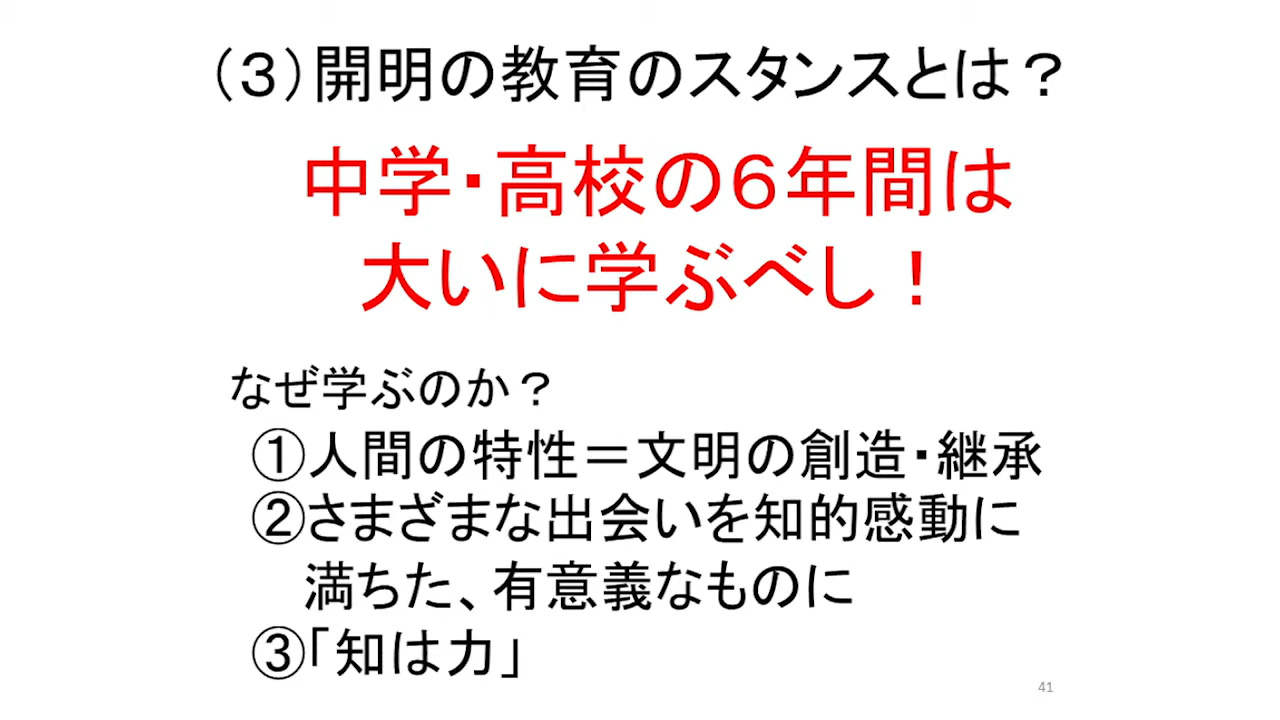 （３）開明の教育のスタンスとは？
中学・高校の６年間は
大いに学ぶべし！
なぜ学ぶのか？
①人間の特性＝文明の創造・継承
②さまざまな出会いを知的感動に
満ちた、有意義なものに
③「知は力」
41